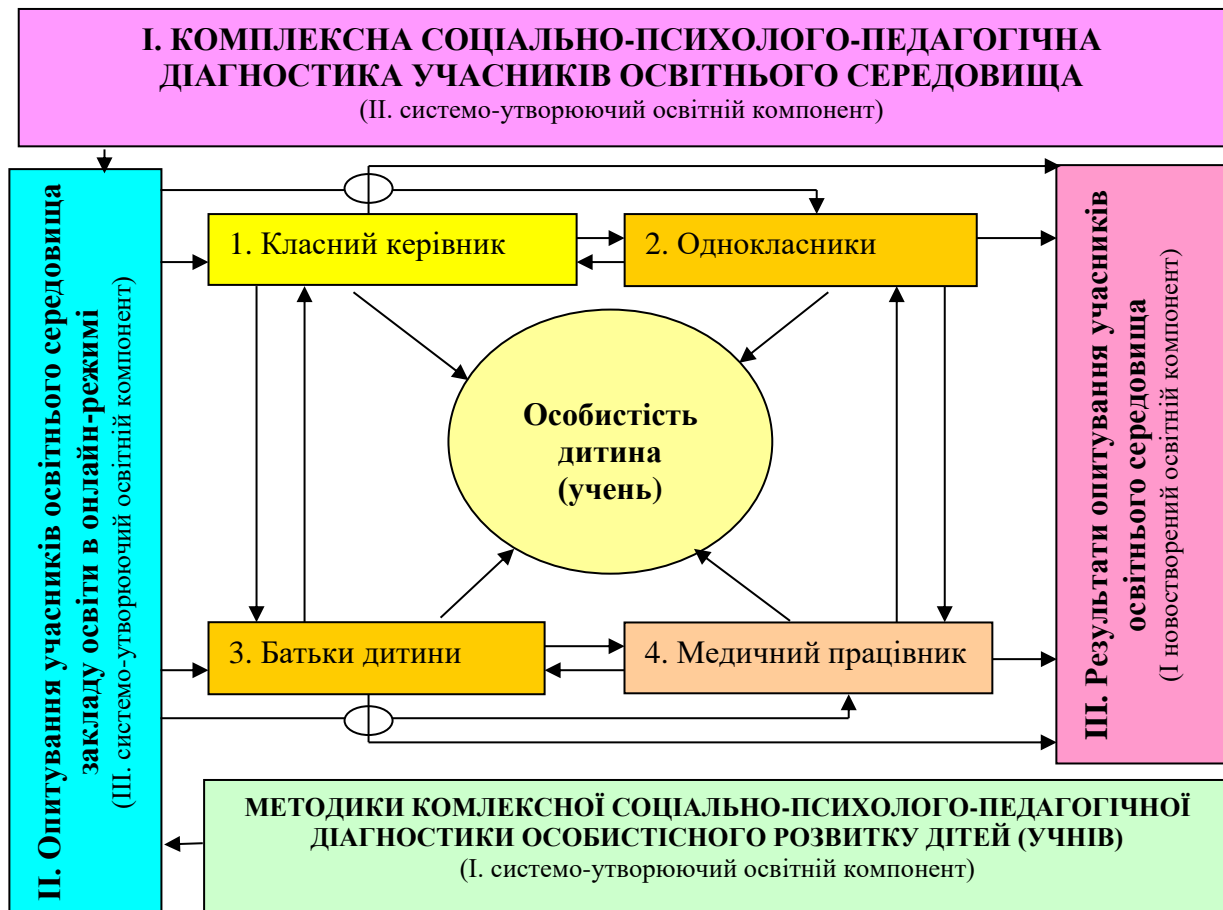 І. КОМПЛЕКСНА СОЦІАЛЬНО-ПСИХОЛОГО-ПЕДАГОГІЧНА
ДІАГНОСТИКА УЧАСНИКІВ ОСВІТНЬОГО СЕРЕДОВИЩА
(ІІ. системо-утворюючий освітній компонент)
ІІ. Опитування учасників освітнього середовища
закладу освіти в онлайн-режимі
(ІІІ. системо-утворюючий освітній компонент)
1. Класний керівник
2. Однокласники
Особистість
дитина
(учень)
3. Батьки дитини
4. Медичний працівник
ІІІ. Результати опитування учасників
освітнього середовища
(І новостворений освітній компонент)
МЕТОДИКИ КОМЛЕКСНОЇ СОЦІАЛЬНО-ПСИХОЛОГО-ПЕДАГОГІЧНОЇ
ДІАГНОСТИКИ ОСОБИСТІСНОГО РОЗВИТКУ ДІТЕЙ (УЧНІВ)
(І. системо-утворюючий освітній компонент)